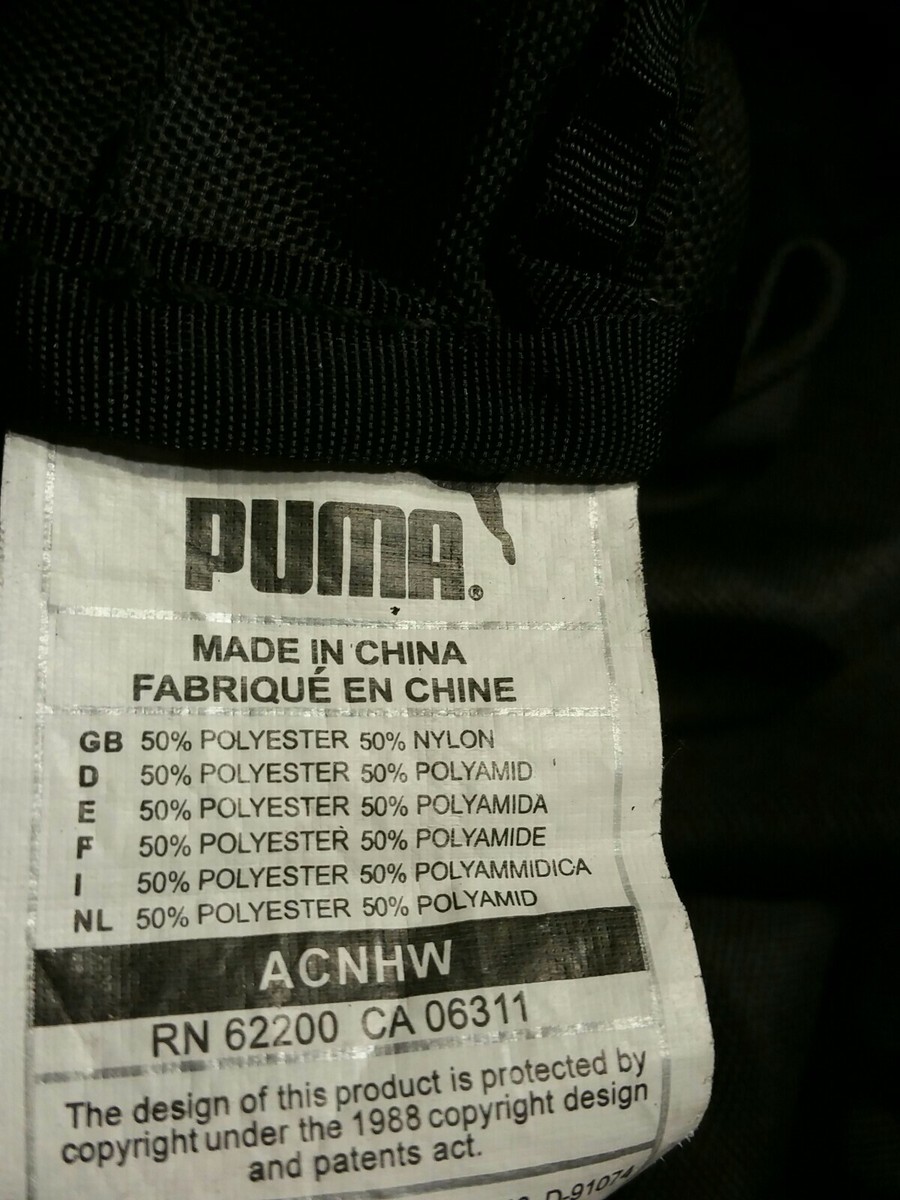 PUMA®
MADE IN CHINA
FABRIQUÉ EN CHINE
GB 50% POLYESTER 50% NYLON
D 50% POLYESTER 50% POLYAMID
E 50% POLYESTER 50% POLYAMIDA
F 50% POLYESTER 50% POLYAMIDE
I 50% POLYESTER 50% POLYAMMIDICA
NL 50% POLYESTER 50% POLYAMID
ACNHW
RN 62200 CA 06311
The design of this product is protected by
copyright under the 1988 copyright design
and patents act.
D-91074